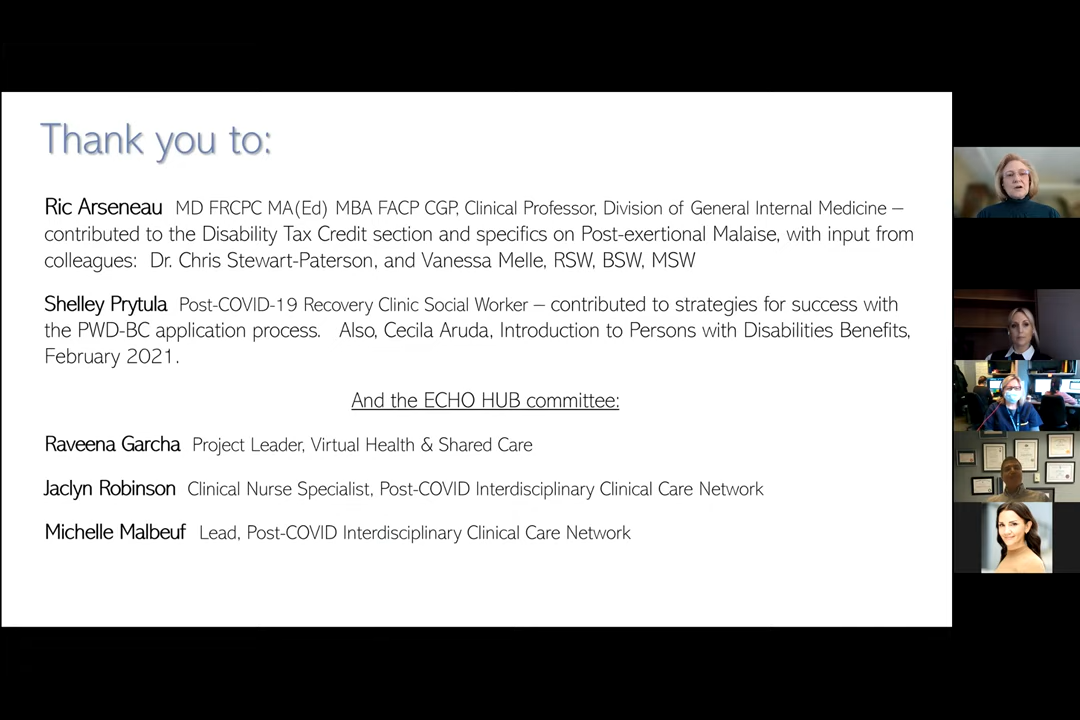 Thank you to:
Ric Arseneau MD FRCPC MA(Ed) MBA FACP CGP, Clinical Professor, Division of General Internal Medicine –
contributed to the Disability Tax Credit section and specifics on Post-exertional Malaise, with input from
colleagues: Dr. Chris Stewart-Paterson, and Vanessa Melle, RSW, BSW, MSW
Shelley Prytula Post-COVID-19 Recovery Clinic Social Worker – contributed to strategies for success with
the PWD-BC application process. Also, Cecila Aruda, Introduction to Persons with Disabilities Benefits,
February 2021.
And the ECHO HUB committee:
Raveena Garcha Project Leader, Virtual Health & Shared Care
Jaclyn Robinson Clinical Nurse Specialist, Post-COVID Interdisciplinary Clinical Care Network
Michelle Malbeuf Lead, Post-COVID Interdisciplinary Clinical Care Network